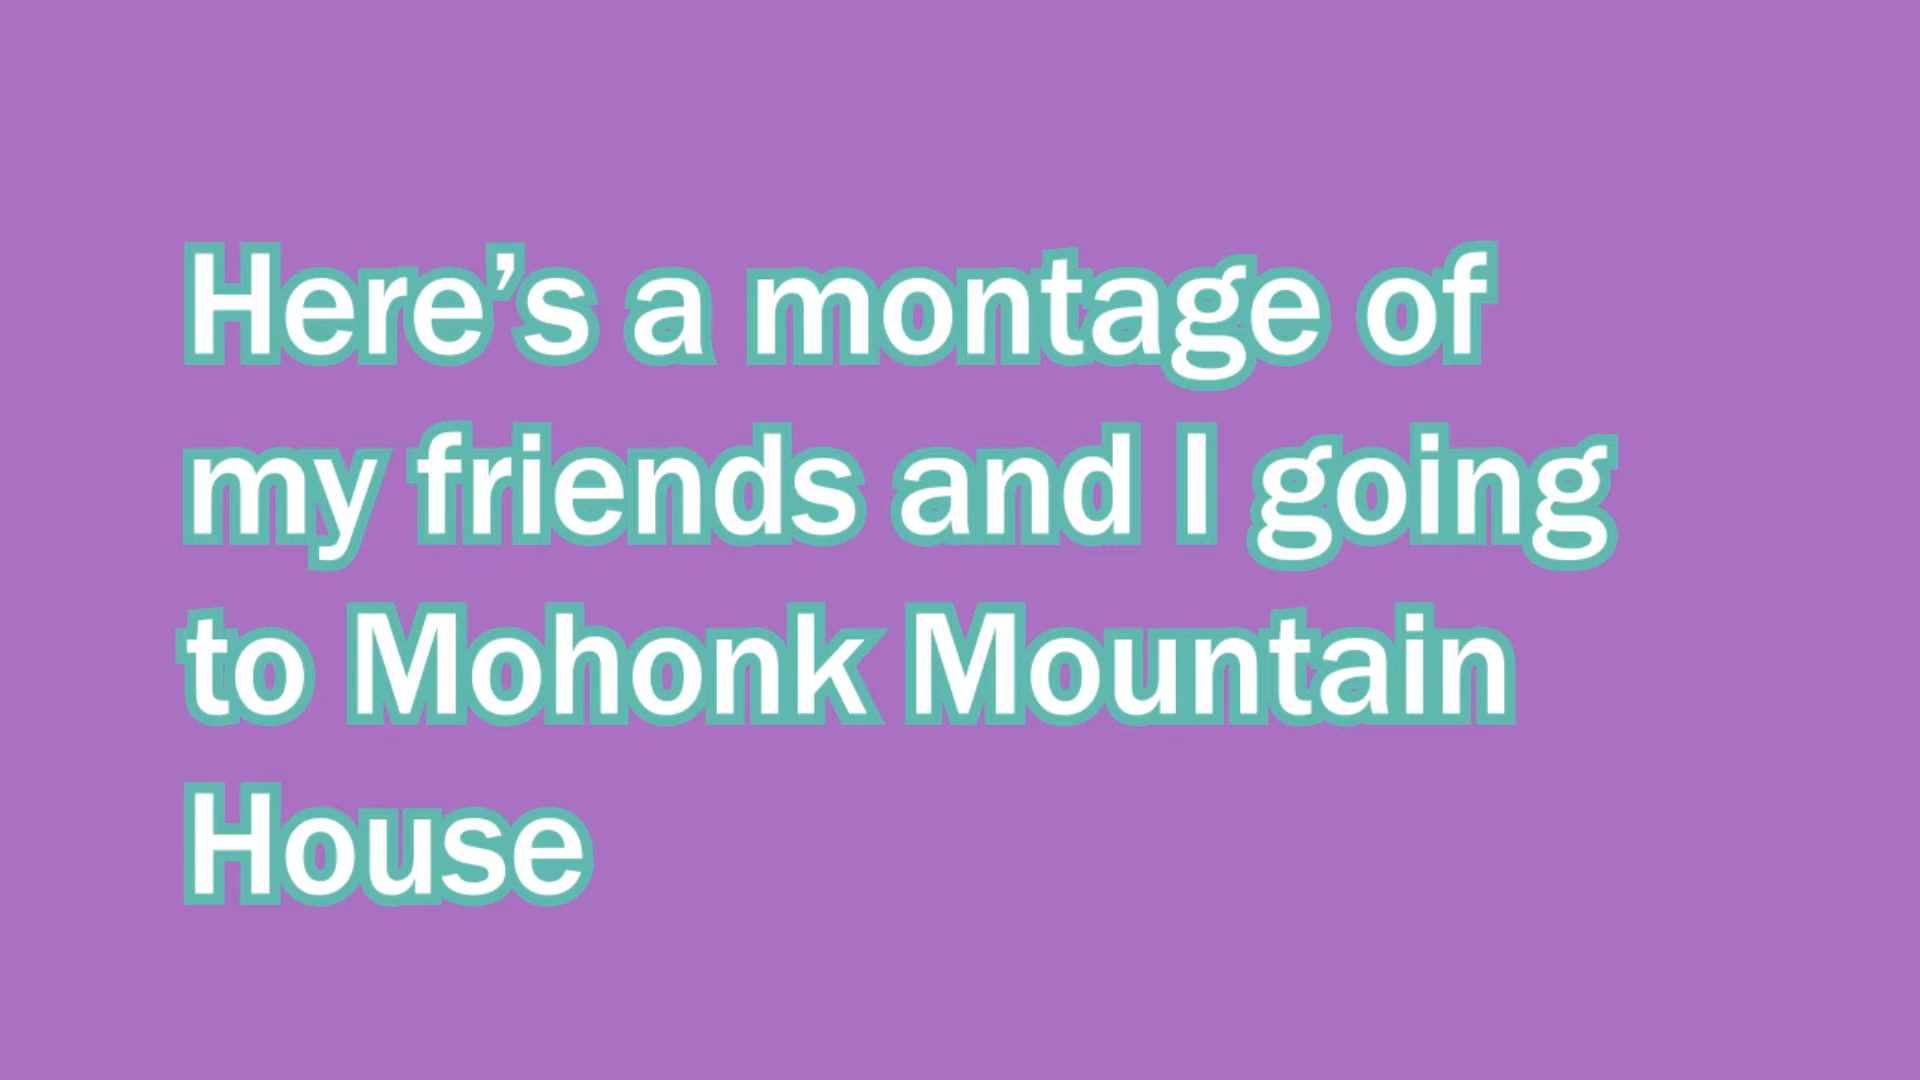 Here’s a montage of
my friends and I going
to Mohonk Mountain
House